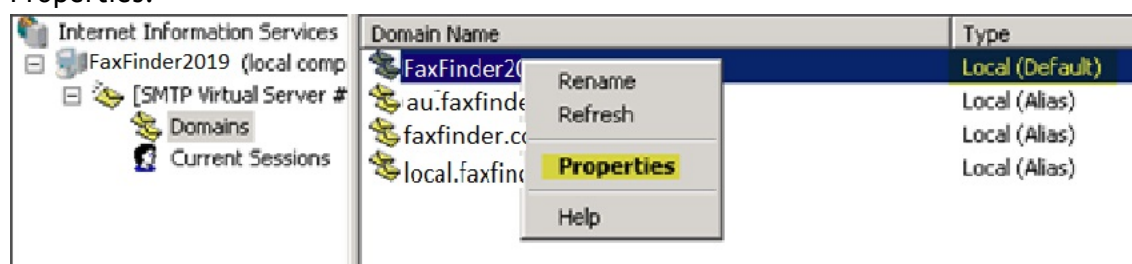 Properties.
Internet Information Services
FaxFinder2019 (local comp
[SMTP Virtual Server #
Domains
Current Sessions
Domain Name
Type
FaxFinder20
Local (Default)
au.faxfinde
Local (Alias)
faxfinder.co
Local (Alias)
local.faxfin
Local (Alias)
Rename
Refresh
Properties
Help